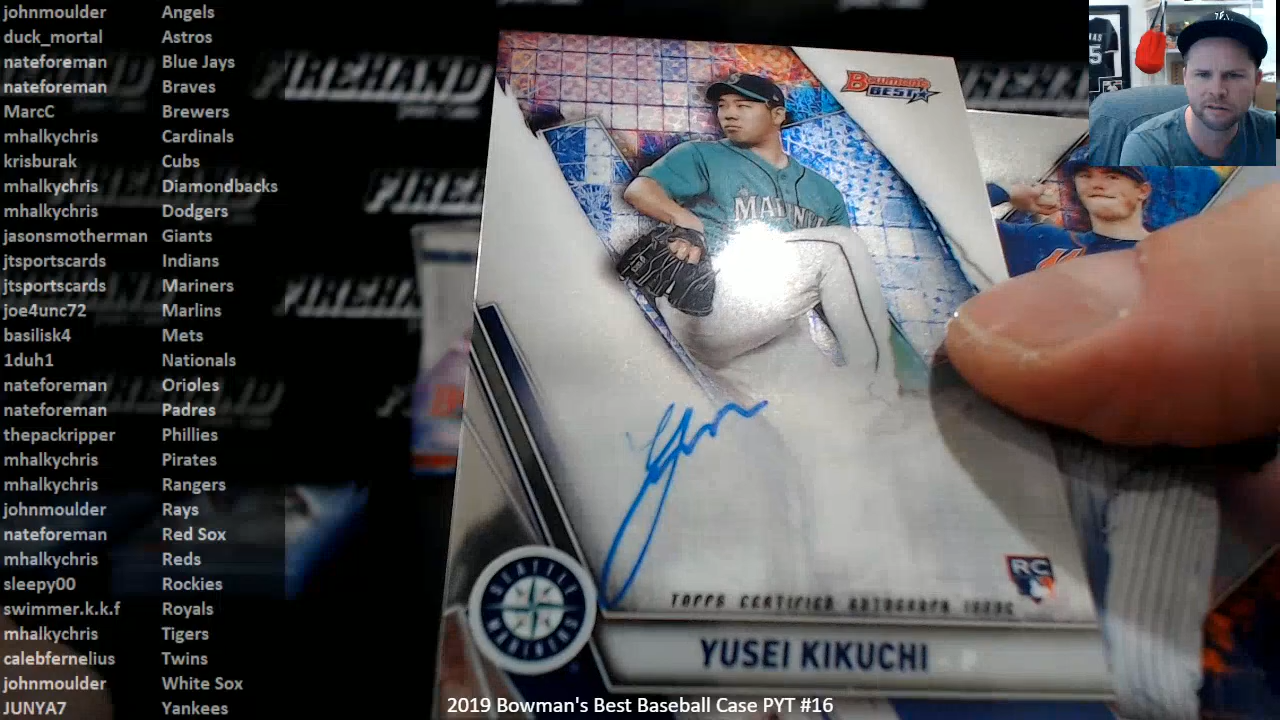 johnmoulder Angels
duck_mortal Astros
nateforeman Blue Jays
nateforeman Braves
MarcC Brewers
mhalkychris Cardinals
krisburak Cubs
mhalkychris Diamondbacks
mhalkychris Dodgers
jasonsmotherman Giants
jtsportscards Indians
jtsportscards Mariners
joe4unc72 Marlins
basilisk4 Mets
1duh1 Nationals
nateforeman Orioles
nateforeman Padres
thepackripper Phillies
mhalkychris Pirates
mhalkychris Rangers
johnmoulder Rays
nateforeman Red Sox
mhalkychris Reds
sleepy00 Rockies
swimmer.k.k.f Royals
mhalkychris Tigers
calebfernelius Twins
johnmoulder White Sox
JUNYA7 Yankees
FIREHAND
Bowman's
BEST
RC
TOPPS CERTIFIED AUTOGRAPH ISSUE
SEATTLE
MARINERS
YUSEI KIKUCHI
2019 Bowman's Best Baseball Case PYT #16